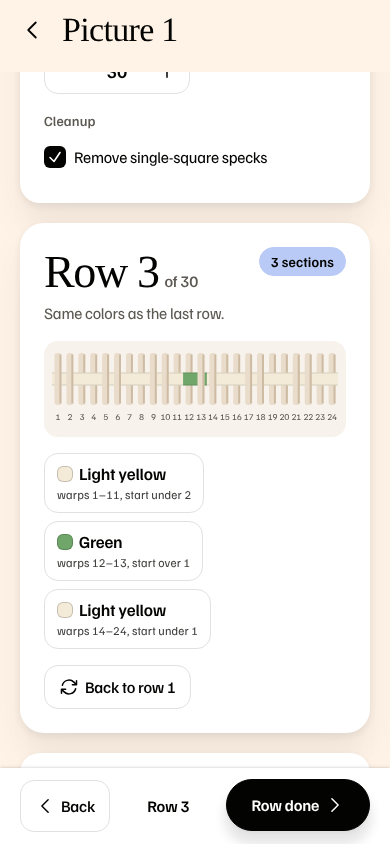 Picture 1
30
Cleanup
Remove single-square specks
Row 3 of 30
3 sections
Same colors as the last row.
1 2 3 4 5 6 7 8 9 10 11 12 13 14 15 16 17 18 19 20 21 22 23 24
Light yellow
warps 1–11, start under 2
Green
warps 12–13, start over 1
Light yellow
warps 14–24, start under 1
Back to row 1
Back
Row 3
Row done